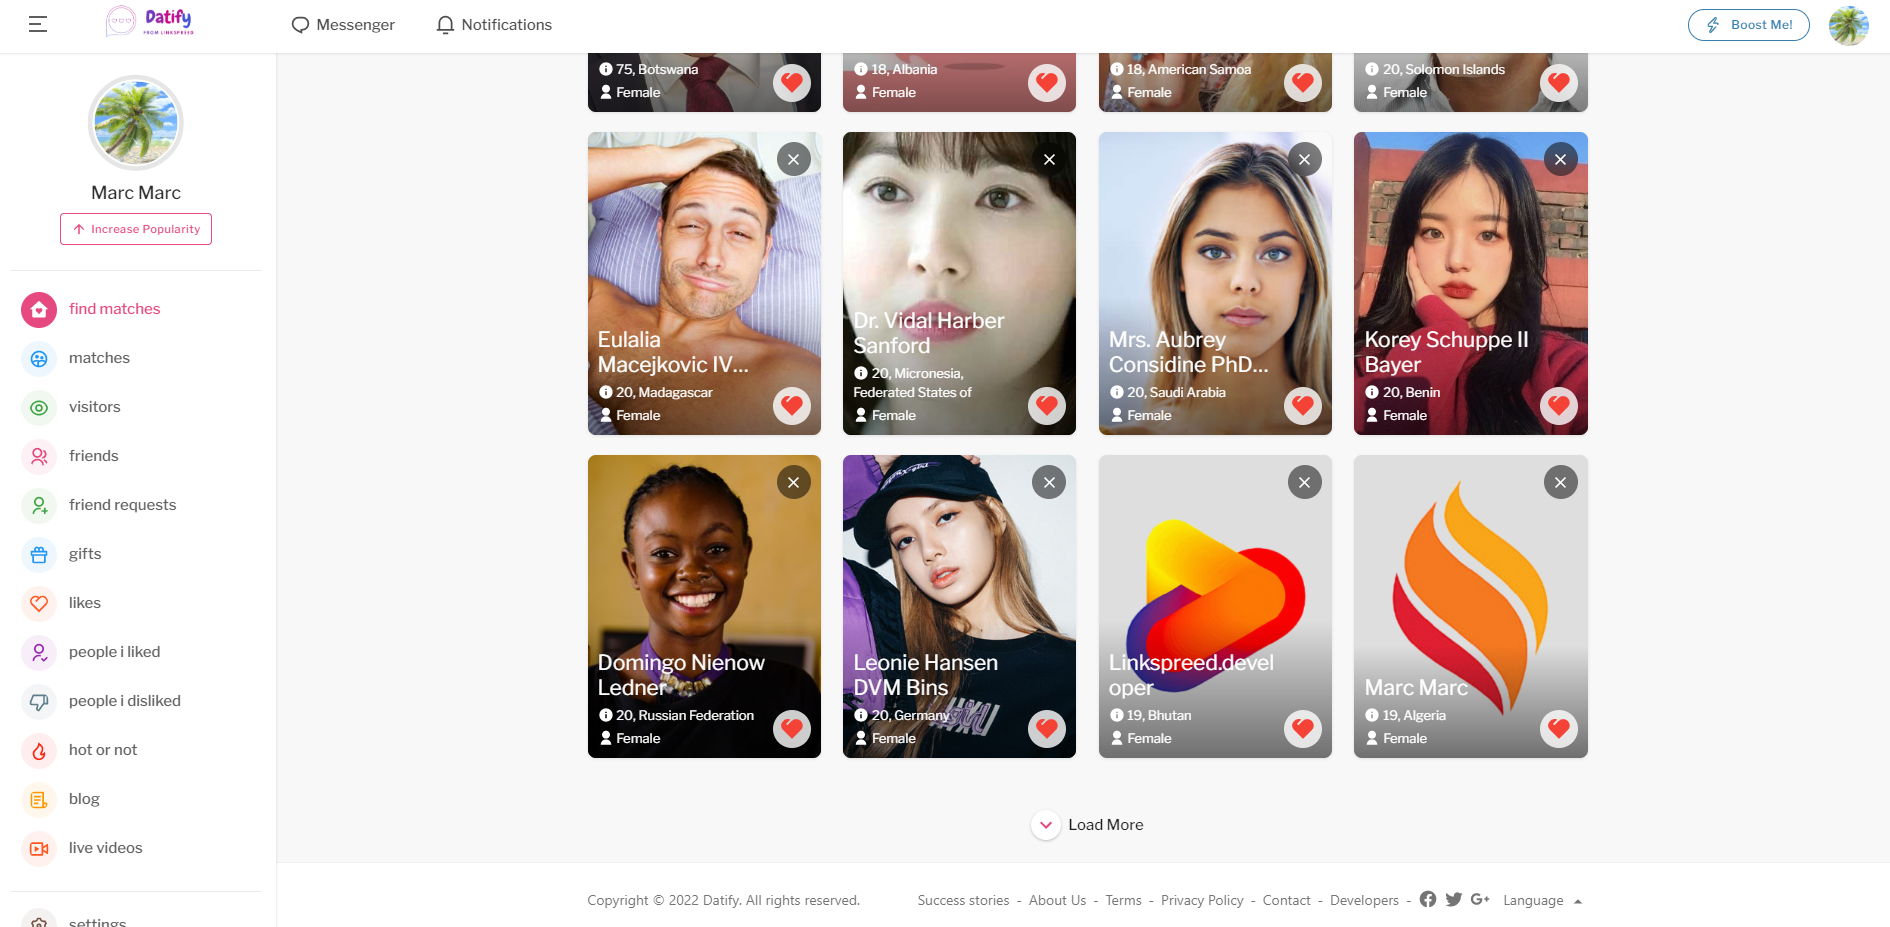 Datify
FROM LINKSPREED
Messenger
Notifications
Boost Me!
Marc Marc
Increase Popularity
find matches
matches
visitors
friends
friend requests
gifts
likes
people i liked
people i disliked
hot or not
blog
live videos
settings
75, Botswana
Female
18, Albania
Female
18, American Samoa
Female
20, Solomon Islands
Female
Eulalia
Macejkovic IV...
20, Madagascar
Female
Dr. Vidal Harber
Sanford
20, Micronesia,
Federated States of
Female
Mrs. Aubrey
Considine PhD...
20, Saudi Arabia
Female
Korey Schuppe II
Bayer
20, Benin
Female
Domingo Nienow
Ledner
20, Russian Federation
Female
Leonie Hansen
DVM Bins
20, Germany
Female
Linkspreed.devel
oper
19, Bhutan
Female
Marc Marc
19, Algeria
Female
Load More
Copyright © 2022 Datify. All rights reserved.
Success stories - About Us - Terms - Privacy Policy - Contact - Developers - Language